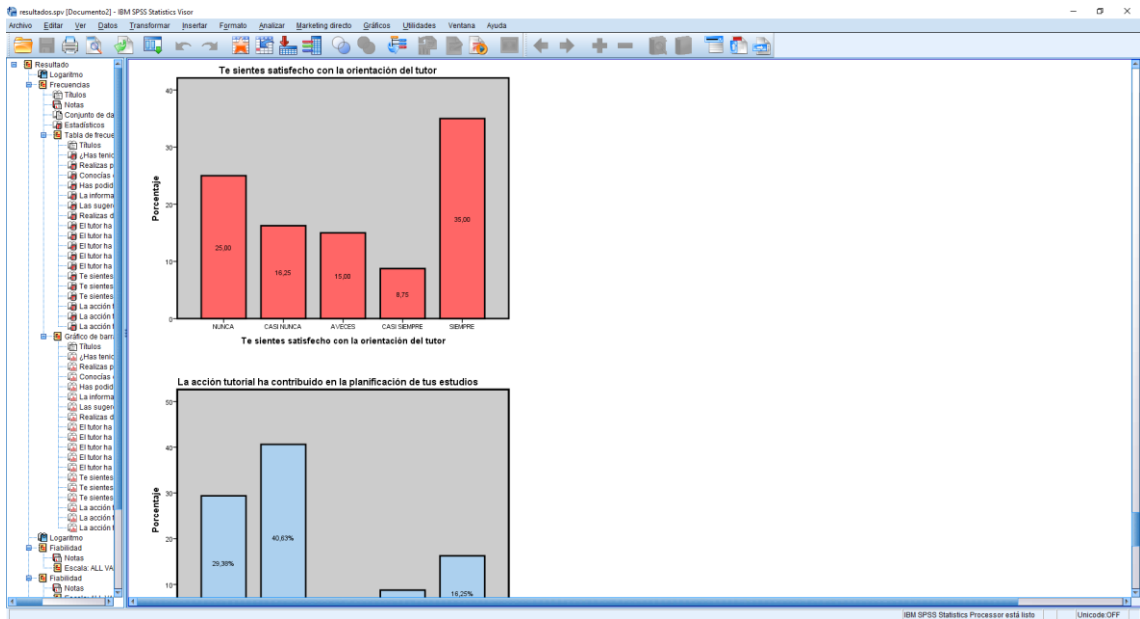 resultados.spv [Documento2] - IBM SPSS Statistics Visor
Archivo Editar Ver Datos Transformar Insertar Formato Analizar Marketing directo Gráficos Utilidades Ventana Ayuda
Resultado
Logaritmo
Frecuencias
Títulos
Notas
Conjunto de da
Estadísticos
Tabla de frecue
Títulos
¿Has tenic
Realizas p
Conocías
Has podid
La informa
Las suger
Realizas d
El tutor ha
El tutor ha
El tutor ha
El tutor ha
El tutor ha
Te sientes
Te sientes
Te sientes
La acción t
La acción t
La acción t
Gráfico de barr
Títulos
¿Has tenic
Realizas p
Conocías
Has podid
La informa
Las suger
Realizas d
El tutor ha
El tutor ha
El tutor ha
El tutor ha
El tutor ha
Te sientes
Te sientes
Te sientes
La acción t
La acción t
La acción t
Logaritmo
Fiabilidad
Notas
Escala: ALL VA
Fiabilidad
Notas
Te sientes satisfecho con la orientación del tutor
Porcentaje
40
30
20
10
0
25,00
16,25
15,00
8,75
35,00
NUNCA CASI NUNCA A VECES CASI SIEMPRE SIEMPRE
Te sientes satisfecho con la orientación del tutor
La acción tutorial ha contribuido en la planificación de tus estudios
Porcentaje
50
40
30
20
10
29,38%
40,63%
16,25%
IBM SPSS Statistics Processor está listo Unicode:OFF